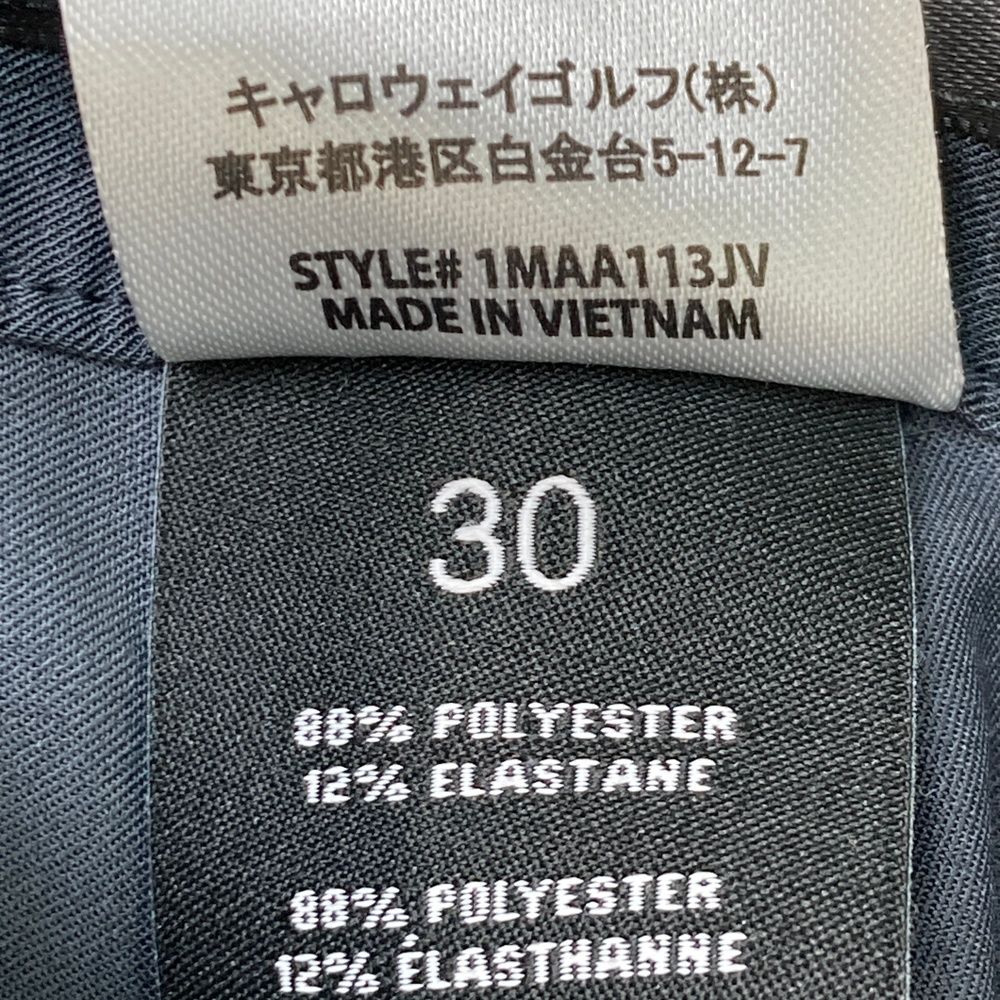 キャロウェイゴルフ(株)
東京都港区白金台5-12-7
STYLE# 1MAA113JV
MADE IN VIETNAM
30
88% POLYESTER
12% ELASTANE
88% POLYESTER
12% ÉLASTHANNE